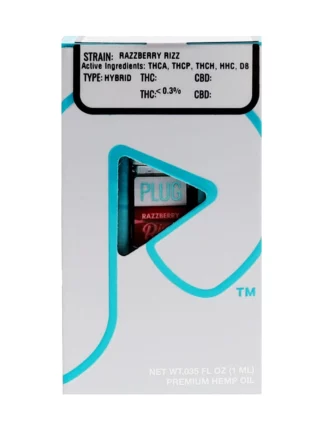 STRAIN: RAZZBERRY RIZZ
Active Ingredients: THCA, THCP, THCH, HHC, D8
TYPE: HYBRID THC: CBD:
THC: <0.3% CBD:
PLUG
RAZZBERRY
TM
NET WT.035 FL OZ (1 ML)
PREMIUM HEMP OIL